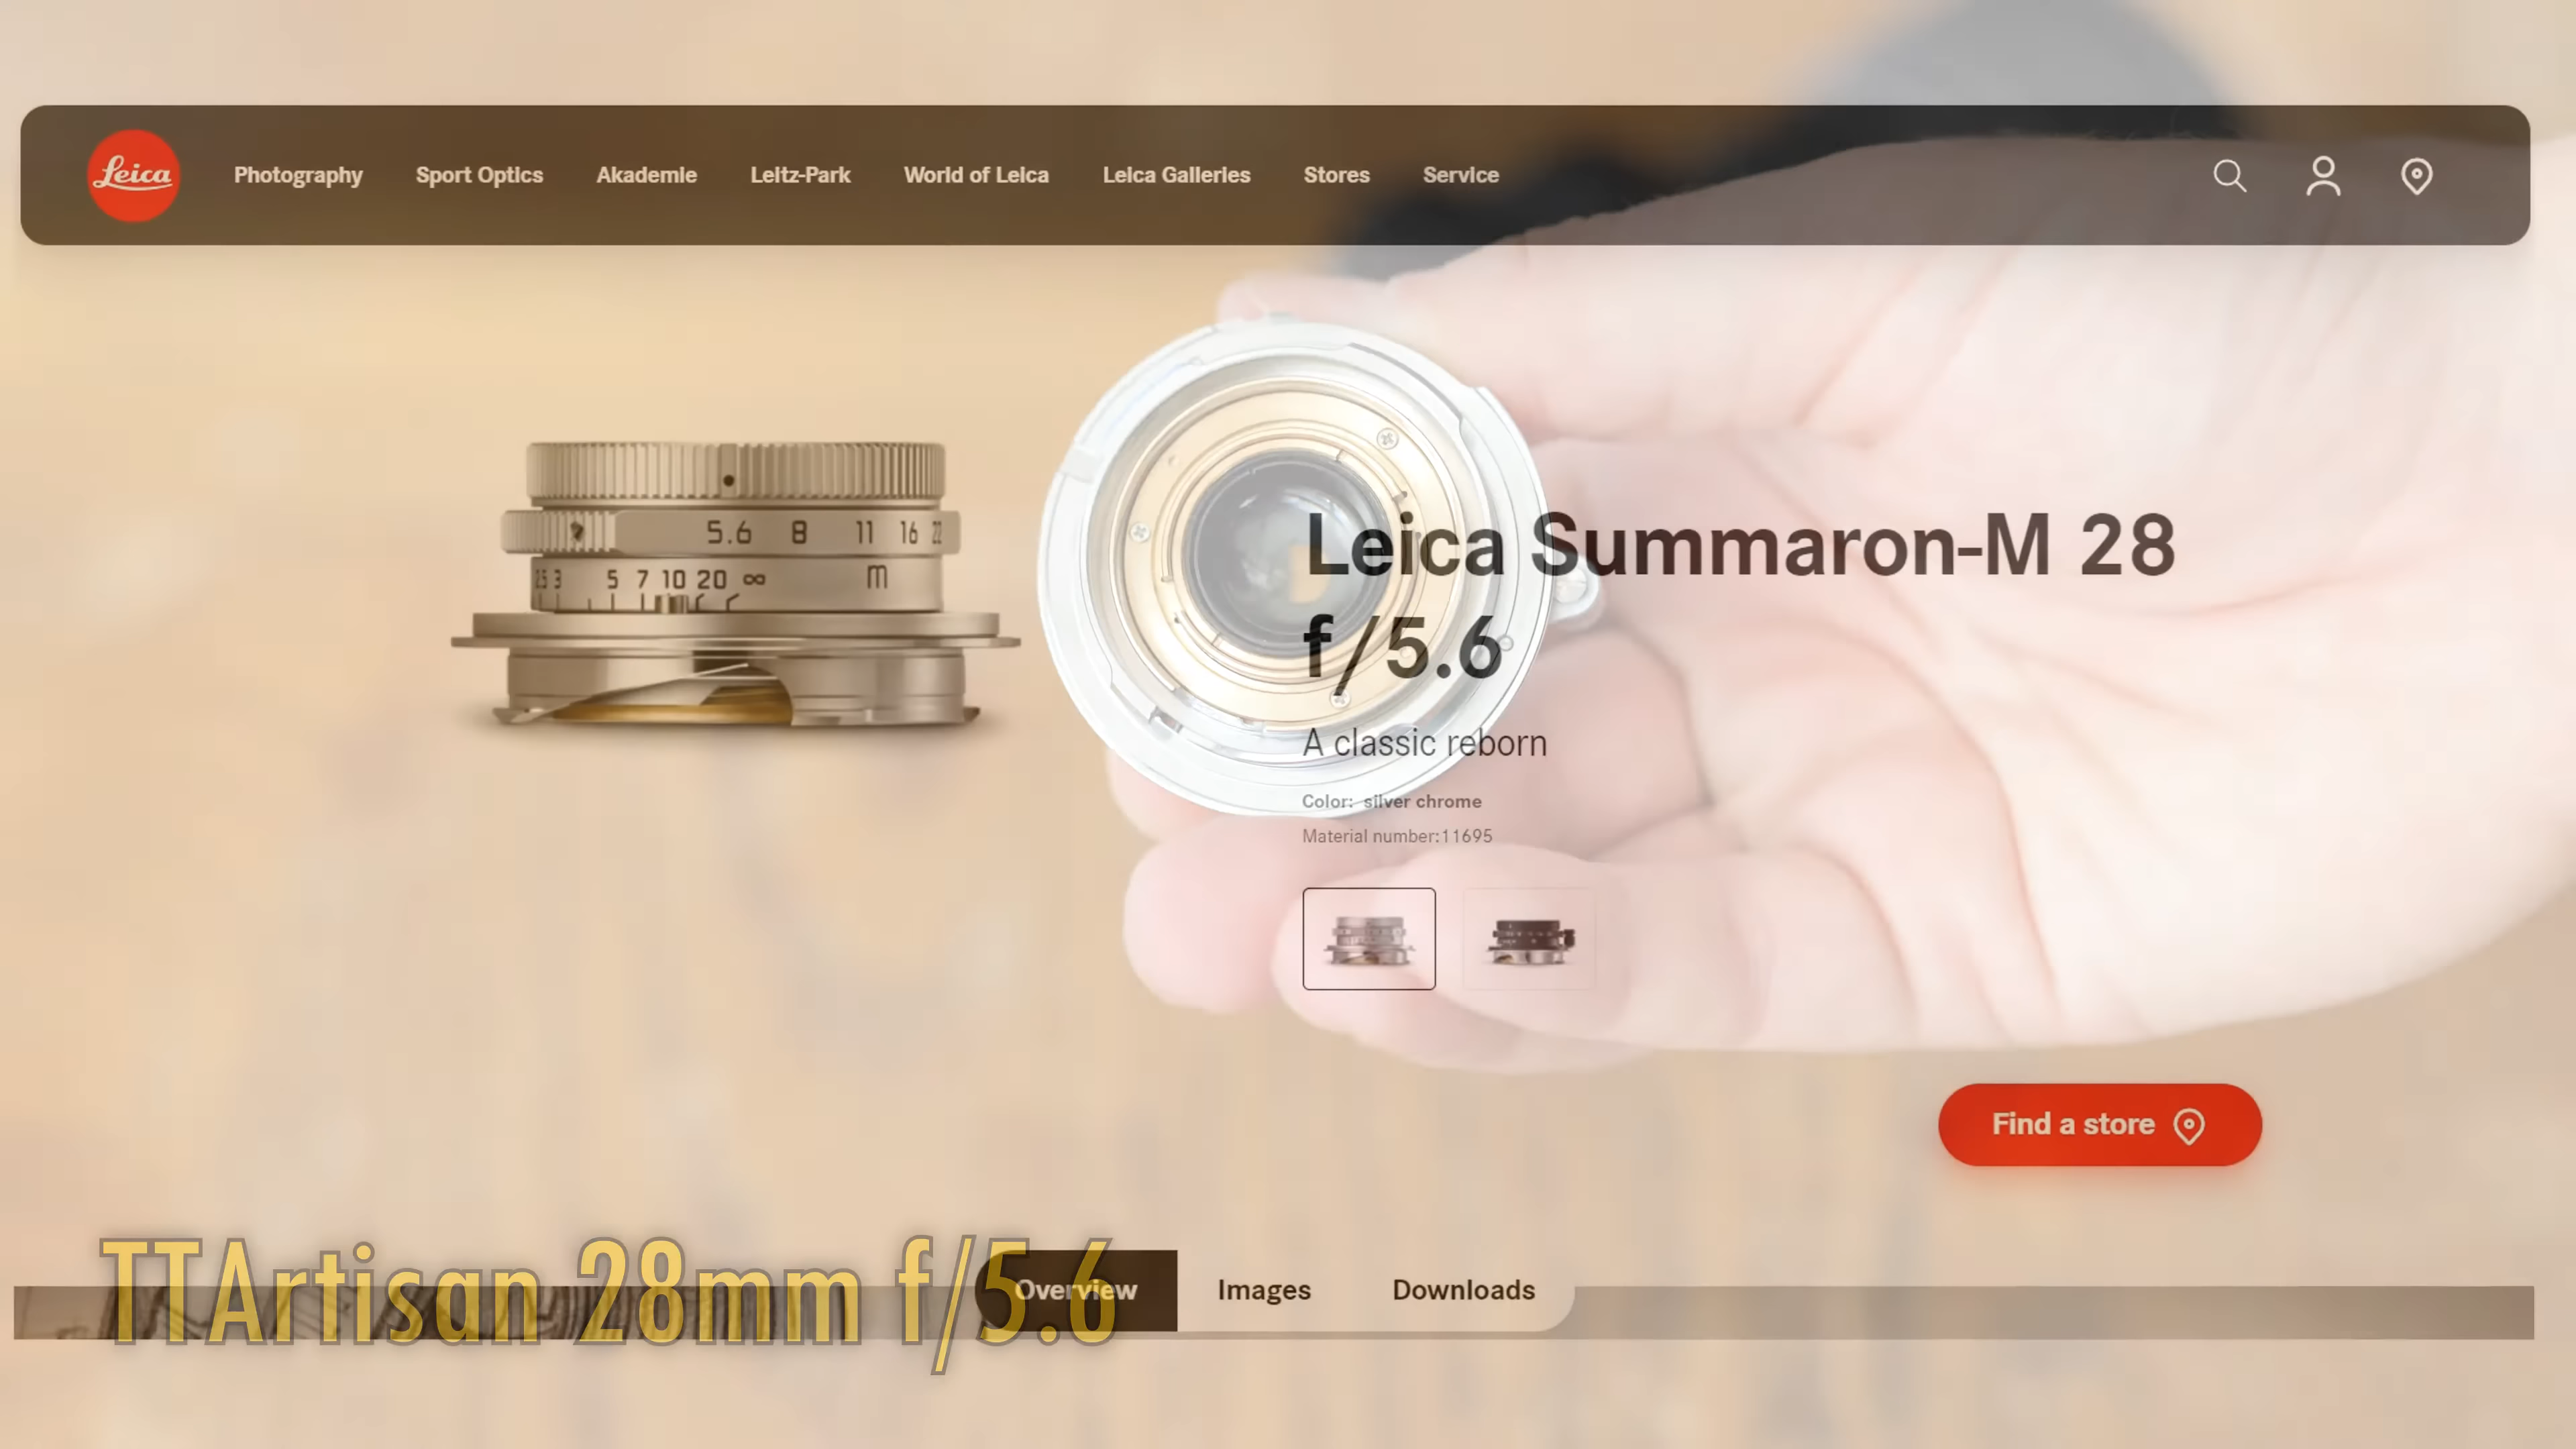 Leica Photography Sport Optics Akademie Leitz-Park World of Leica Leica Galleries Stores Service
5.6 8 11 16 22
3 5 7 10 20 ∞ m
Leica Summaron-M 28
f/5.6
A classic reborn
Color: silver chrome
Material number:11695
Find a store
Overview Images Downloads
TTArtisan 28mm f/5.6